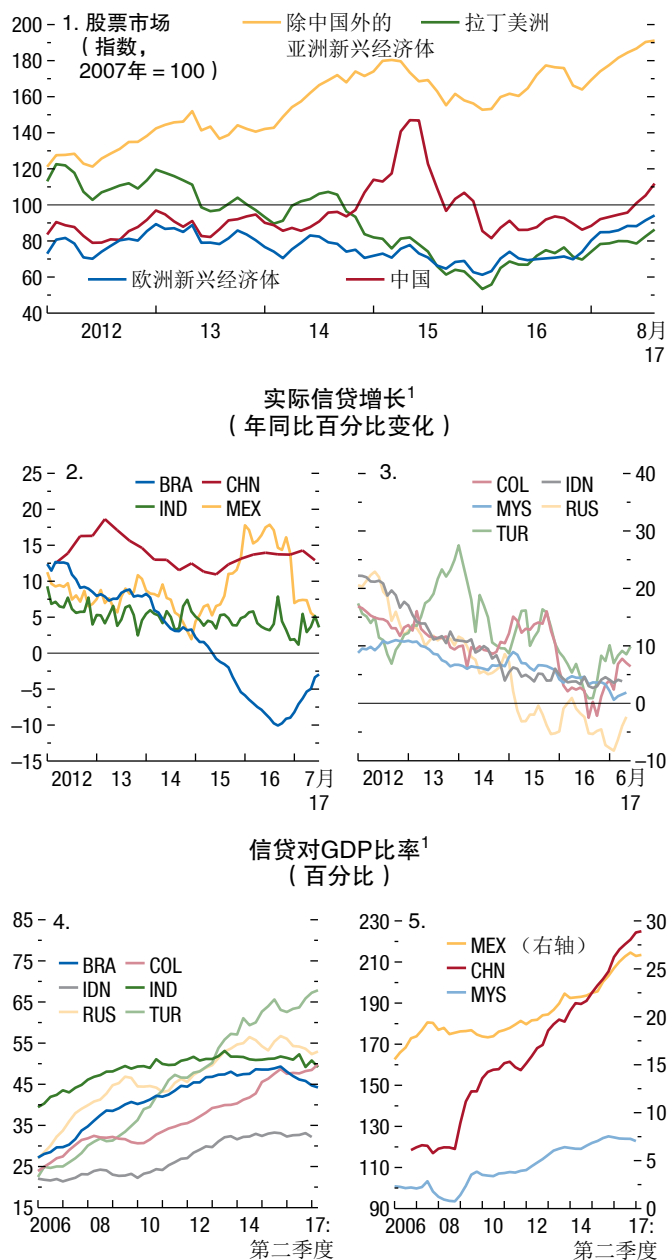 1. 股票市场
（指数，
2007年 = 100）
除中国外的
亚洲新兴经济体
拉丁美洲
欧洲新兴经济体
中国
200
180
160
140
120
100
80
60
40
2012 13 14 15 16 8月
17
实际信贷增长1
（年同比百分比变化）
2.
BRA CHN
IND MEX
25
20
15
10
5
0
–5
–10
–15
2012 13 14 15 16 7月
17
3.
COL IDN
MYS RUS
TUR
40
30
20
10
0
–10
2012 13 14 15 16 6月
17
信贷对GDP比率1
（百分比）
4.
BRA COL
IDN IND
RUS TUR
85
75
65
55
45
35
25
15
2006 08 10 12 14 17:
第二季度
5.
MEX （右轴）
CHN
MYS
230
210
190
170
150
130
110
90
30
25
20
15
10
5
0
2006 08 10 12 14 17:
第二季度